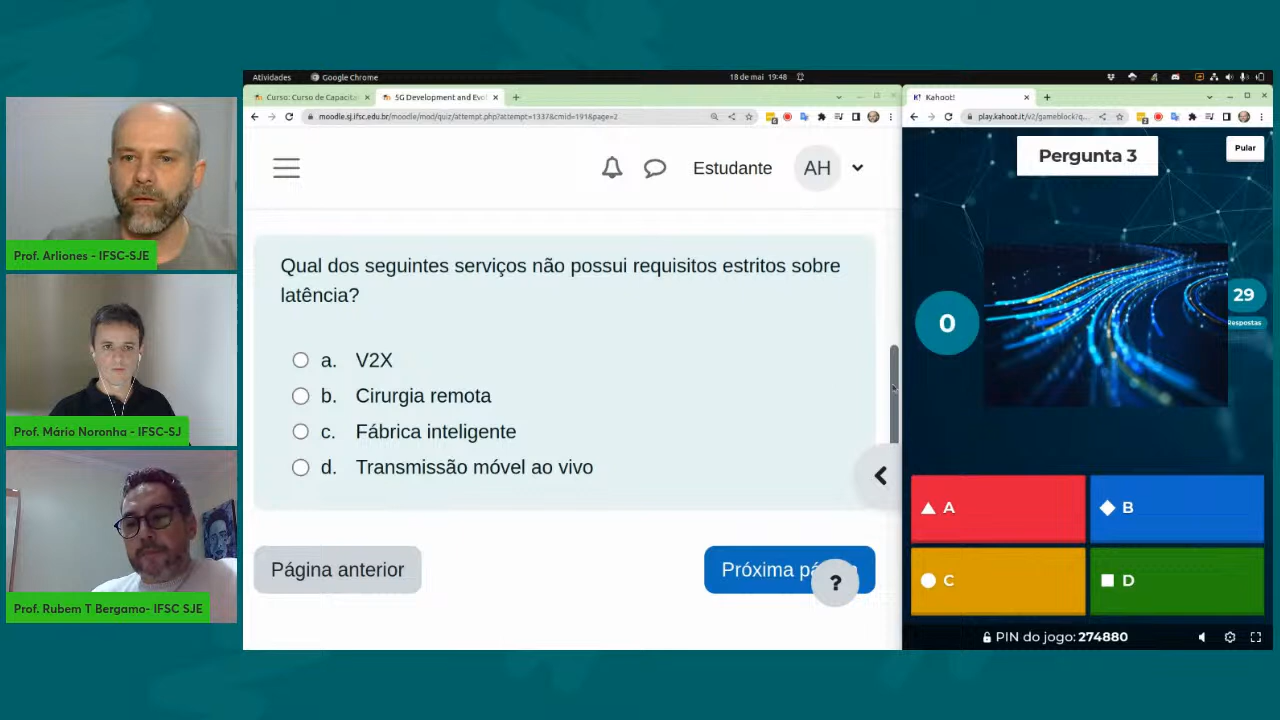 Prof. Arliones - IFSC-SJE
Prof. Mário Noronha - IFSC-SJ
Prof. Rubem T Bergamo- IFSC SJE
Atividades
Google Chrome
18 de mai 19:48
Curso: Curso de Capacita
5G Development and Evo
moodle.sj.ifsc.edu.br/moodle/mod/quiz/attempt.php?attempt=1337&cmid=191&page=2
Estudante
AH
Qual dos seguintes serviços não possui requisitos estritos sobre
latência?
a. V2X
b. Cirurgia remota
c. Fábrica inteligente
d. Transmissão móvel ao vivo
Página anterior
Próxima pá
?
Kahoot!
play.kahoot.it/v2/gameblock?q...
Pergunta 3
Pular
0
29
Respostas
A
B
C
D
PIN do jogo: 274880